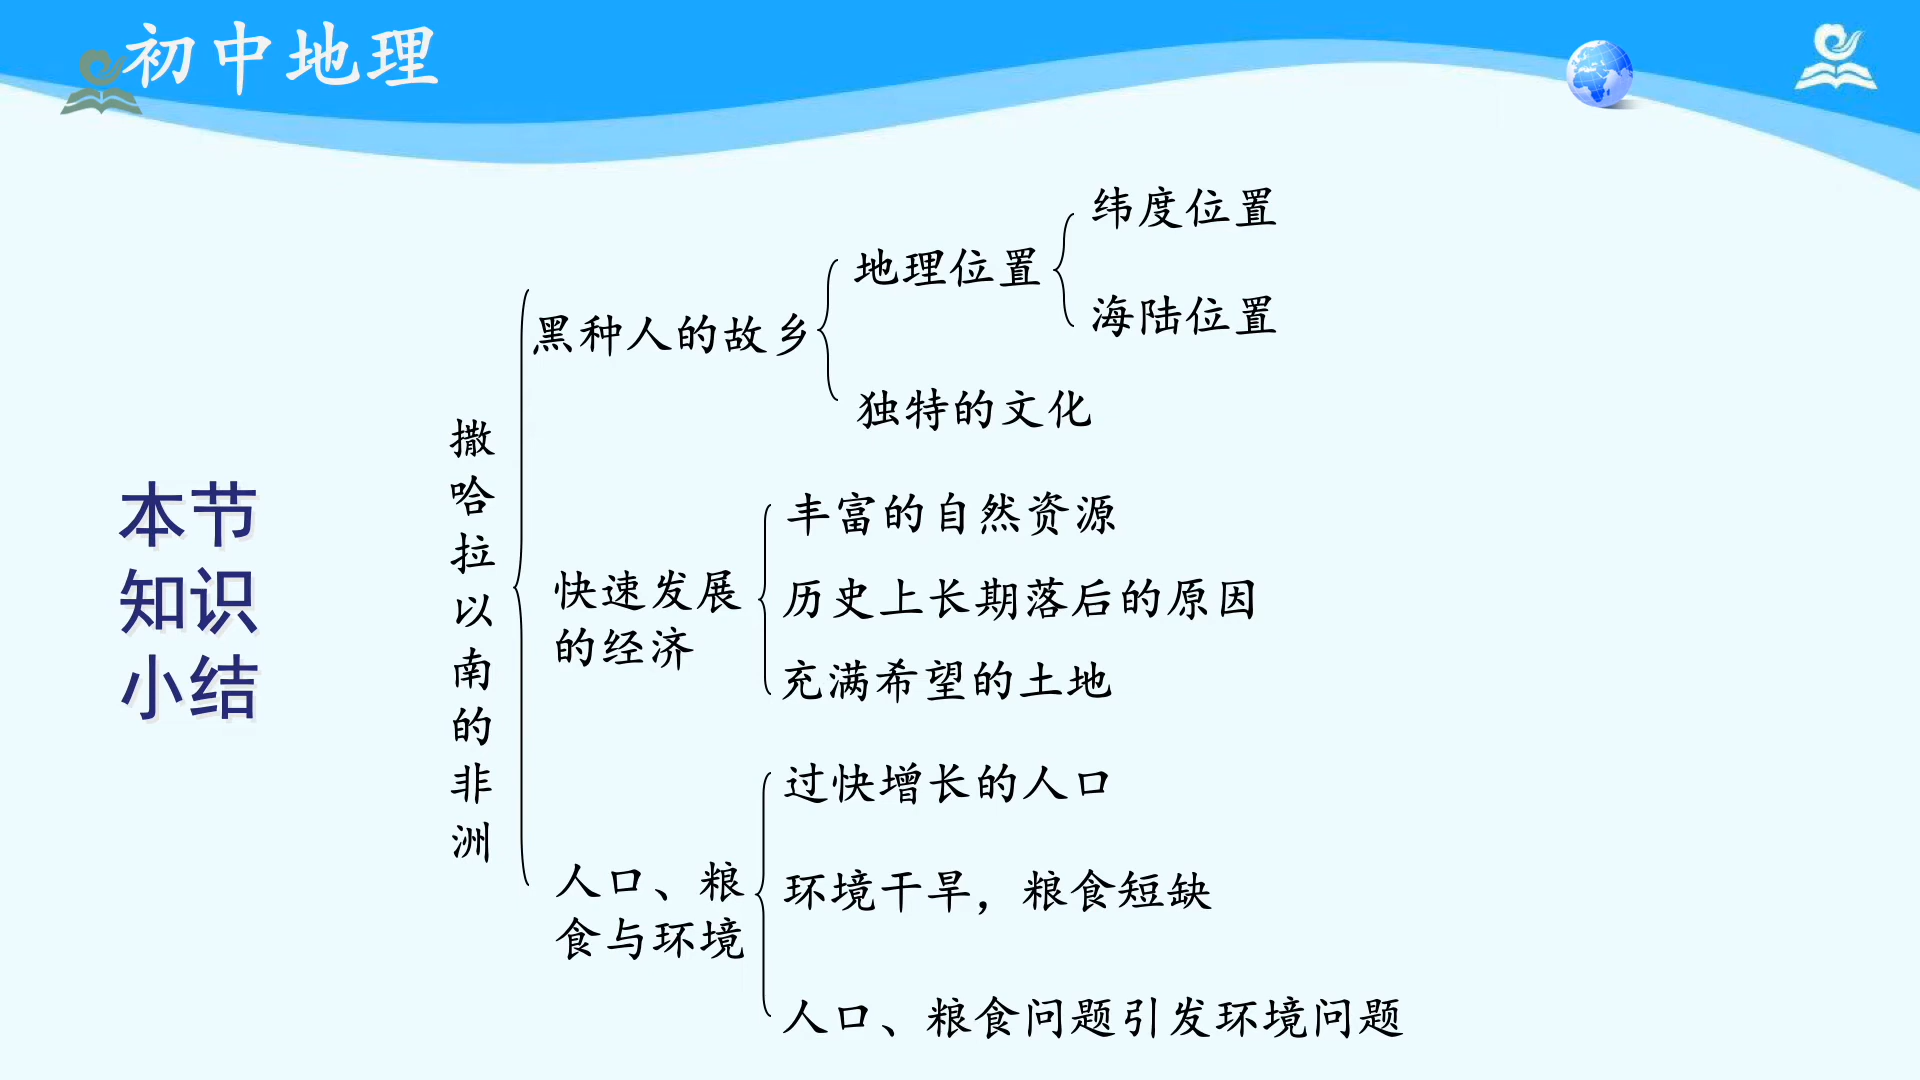 初中地理
本节
知识
小结
撒哈拉以南的非洲
黑种人的故乡
地理位置
纬度位置
海陆位置
独特的文化
快速发展
的经济
丰富的自然资源
历史上长期落后的原因
充满希望的土地
人口、粮
食与环境
过快增长的人口
环境干旱，粮食短缺
人口、粮食问题引发环境问题